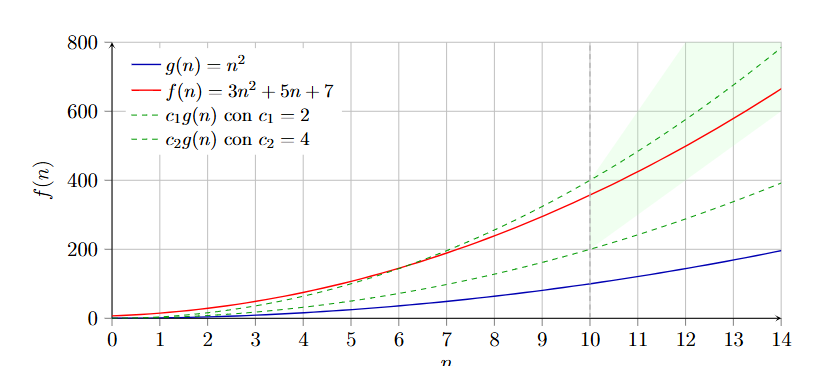 800
600
400
200
0
f(n)
g(n) = n²
f(n) = 3n² + 5n + 7
c₁g(n) con c₁ = 2
c₂g(n) con c₂ = 4
0 1 2 3 4 5 6 7 8 9 10 11 12 13 14
n